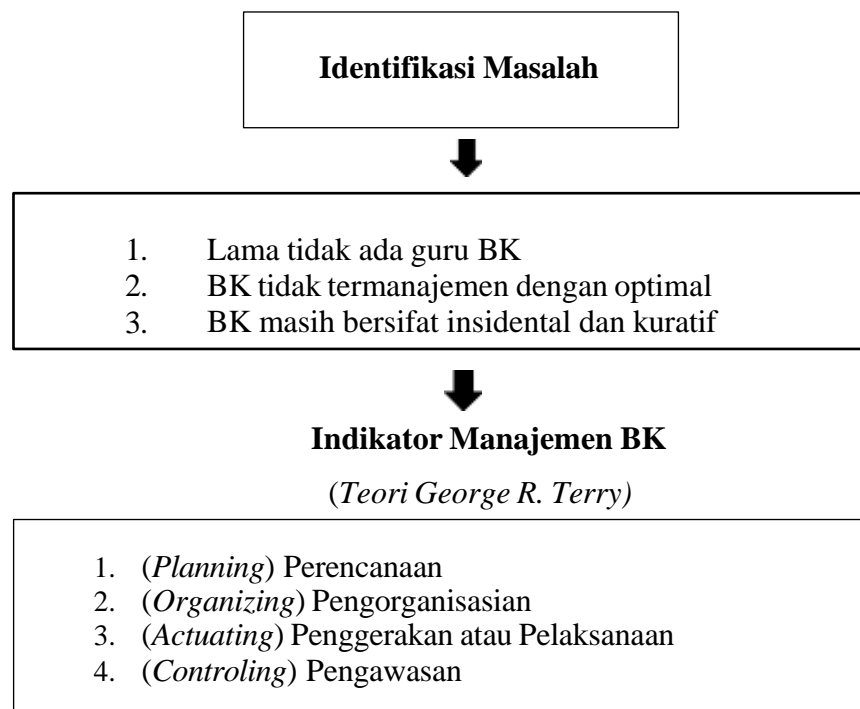 Identifikasi Masalah
1. Lama tidak ada guru BK
2. BK tidak termanajemen dengan optimal
3. BK masih bersifat insidental dan kuratif
Indikator Manajemen BK
(Teori George R. Terry)
1. (Planning) Perencanaan
2. (Organizing) Pengorganisasian
3. (Actuating) Penggerakan atau Pelaksanaan
4. (Controling) Pengawasan